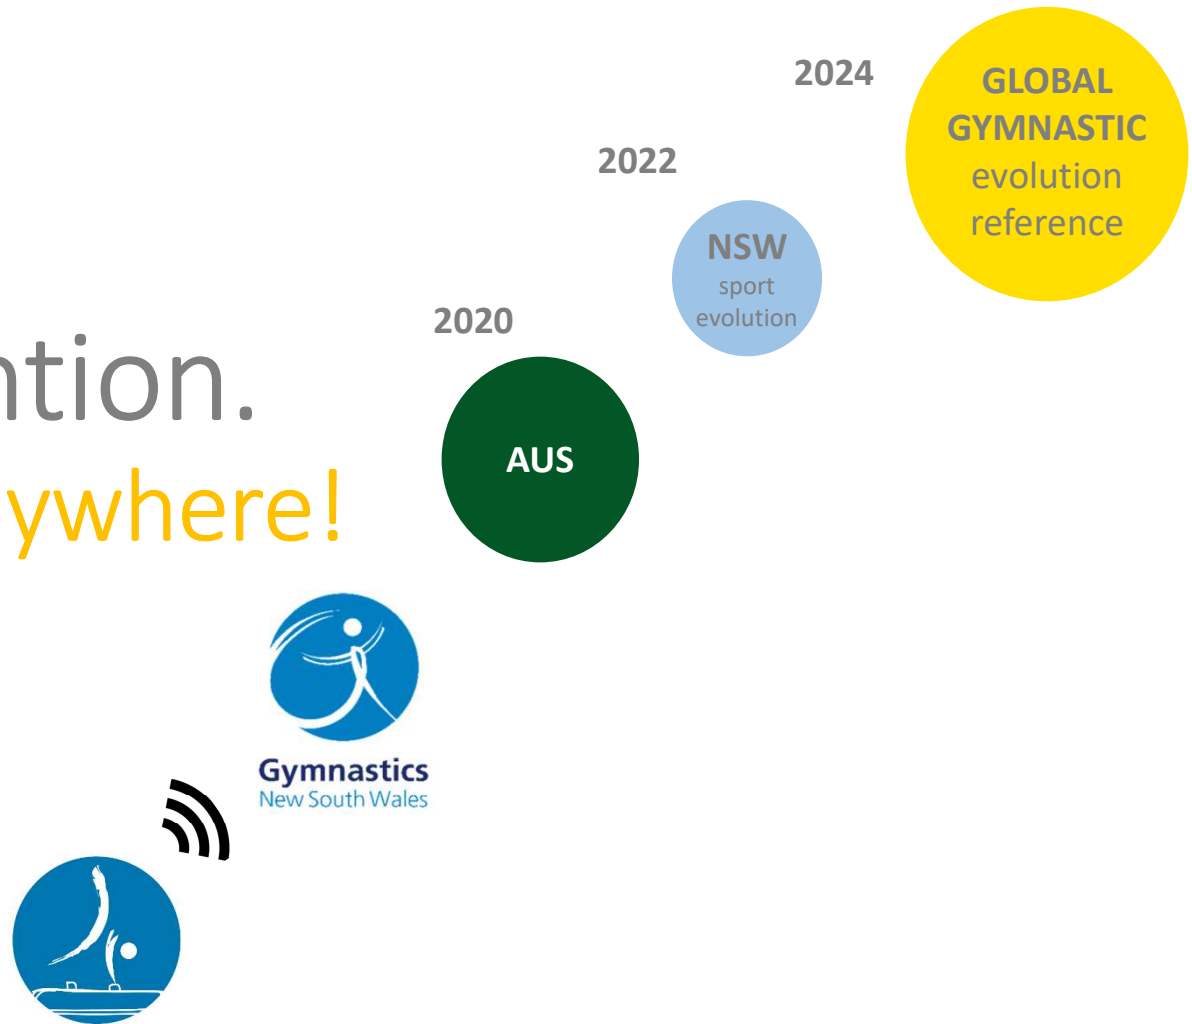 2024
GLOBAL
GYMNASTIC
evolution
reference
2022
NSW
sport
evolution
2020
ntion.
AUS
ywhere!
Gymnastics
New South Wales